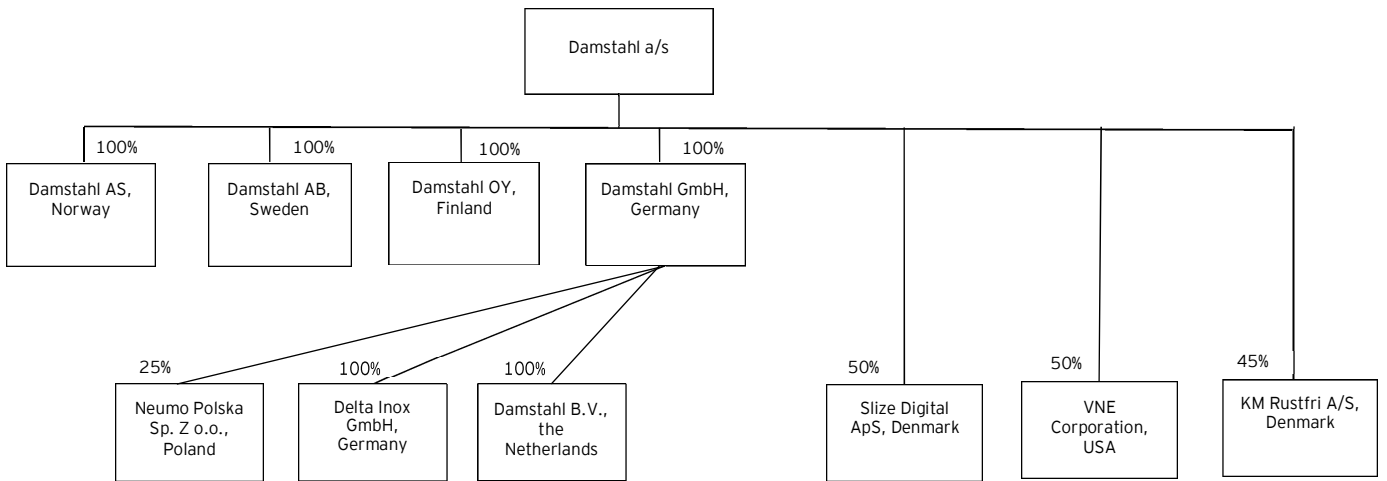 Damstahl a/s
100%
100%
100%
100%
Damstahl AS,
Norway
Damstahl AB,
Sweden
Damstahl OY,
Finland
Damstahl GmbH,
Germany
25%
100%
100%
50%
50%
45%
Neumo Polska
Sp. Z o.o.,
Poland
Delta Inox
GmbH,
Germany
Damstahl B.V.,
the
Netherlands
Slize Digital
ApS, Denmark
VNE
Corporation,
USA
KM Rustfri A/S,
Denmark